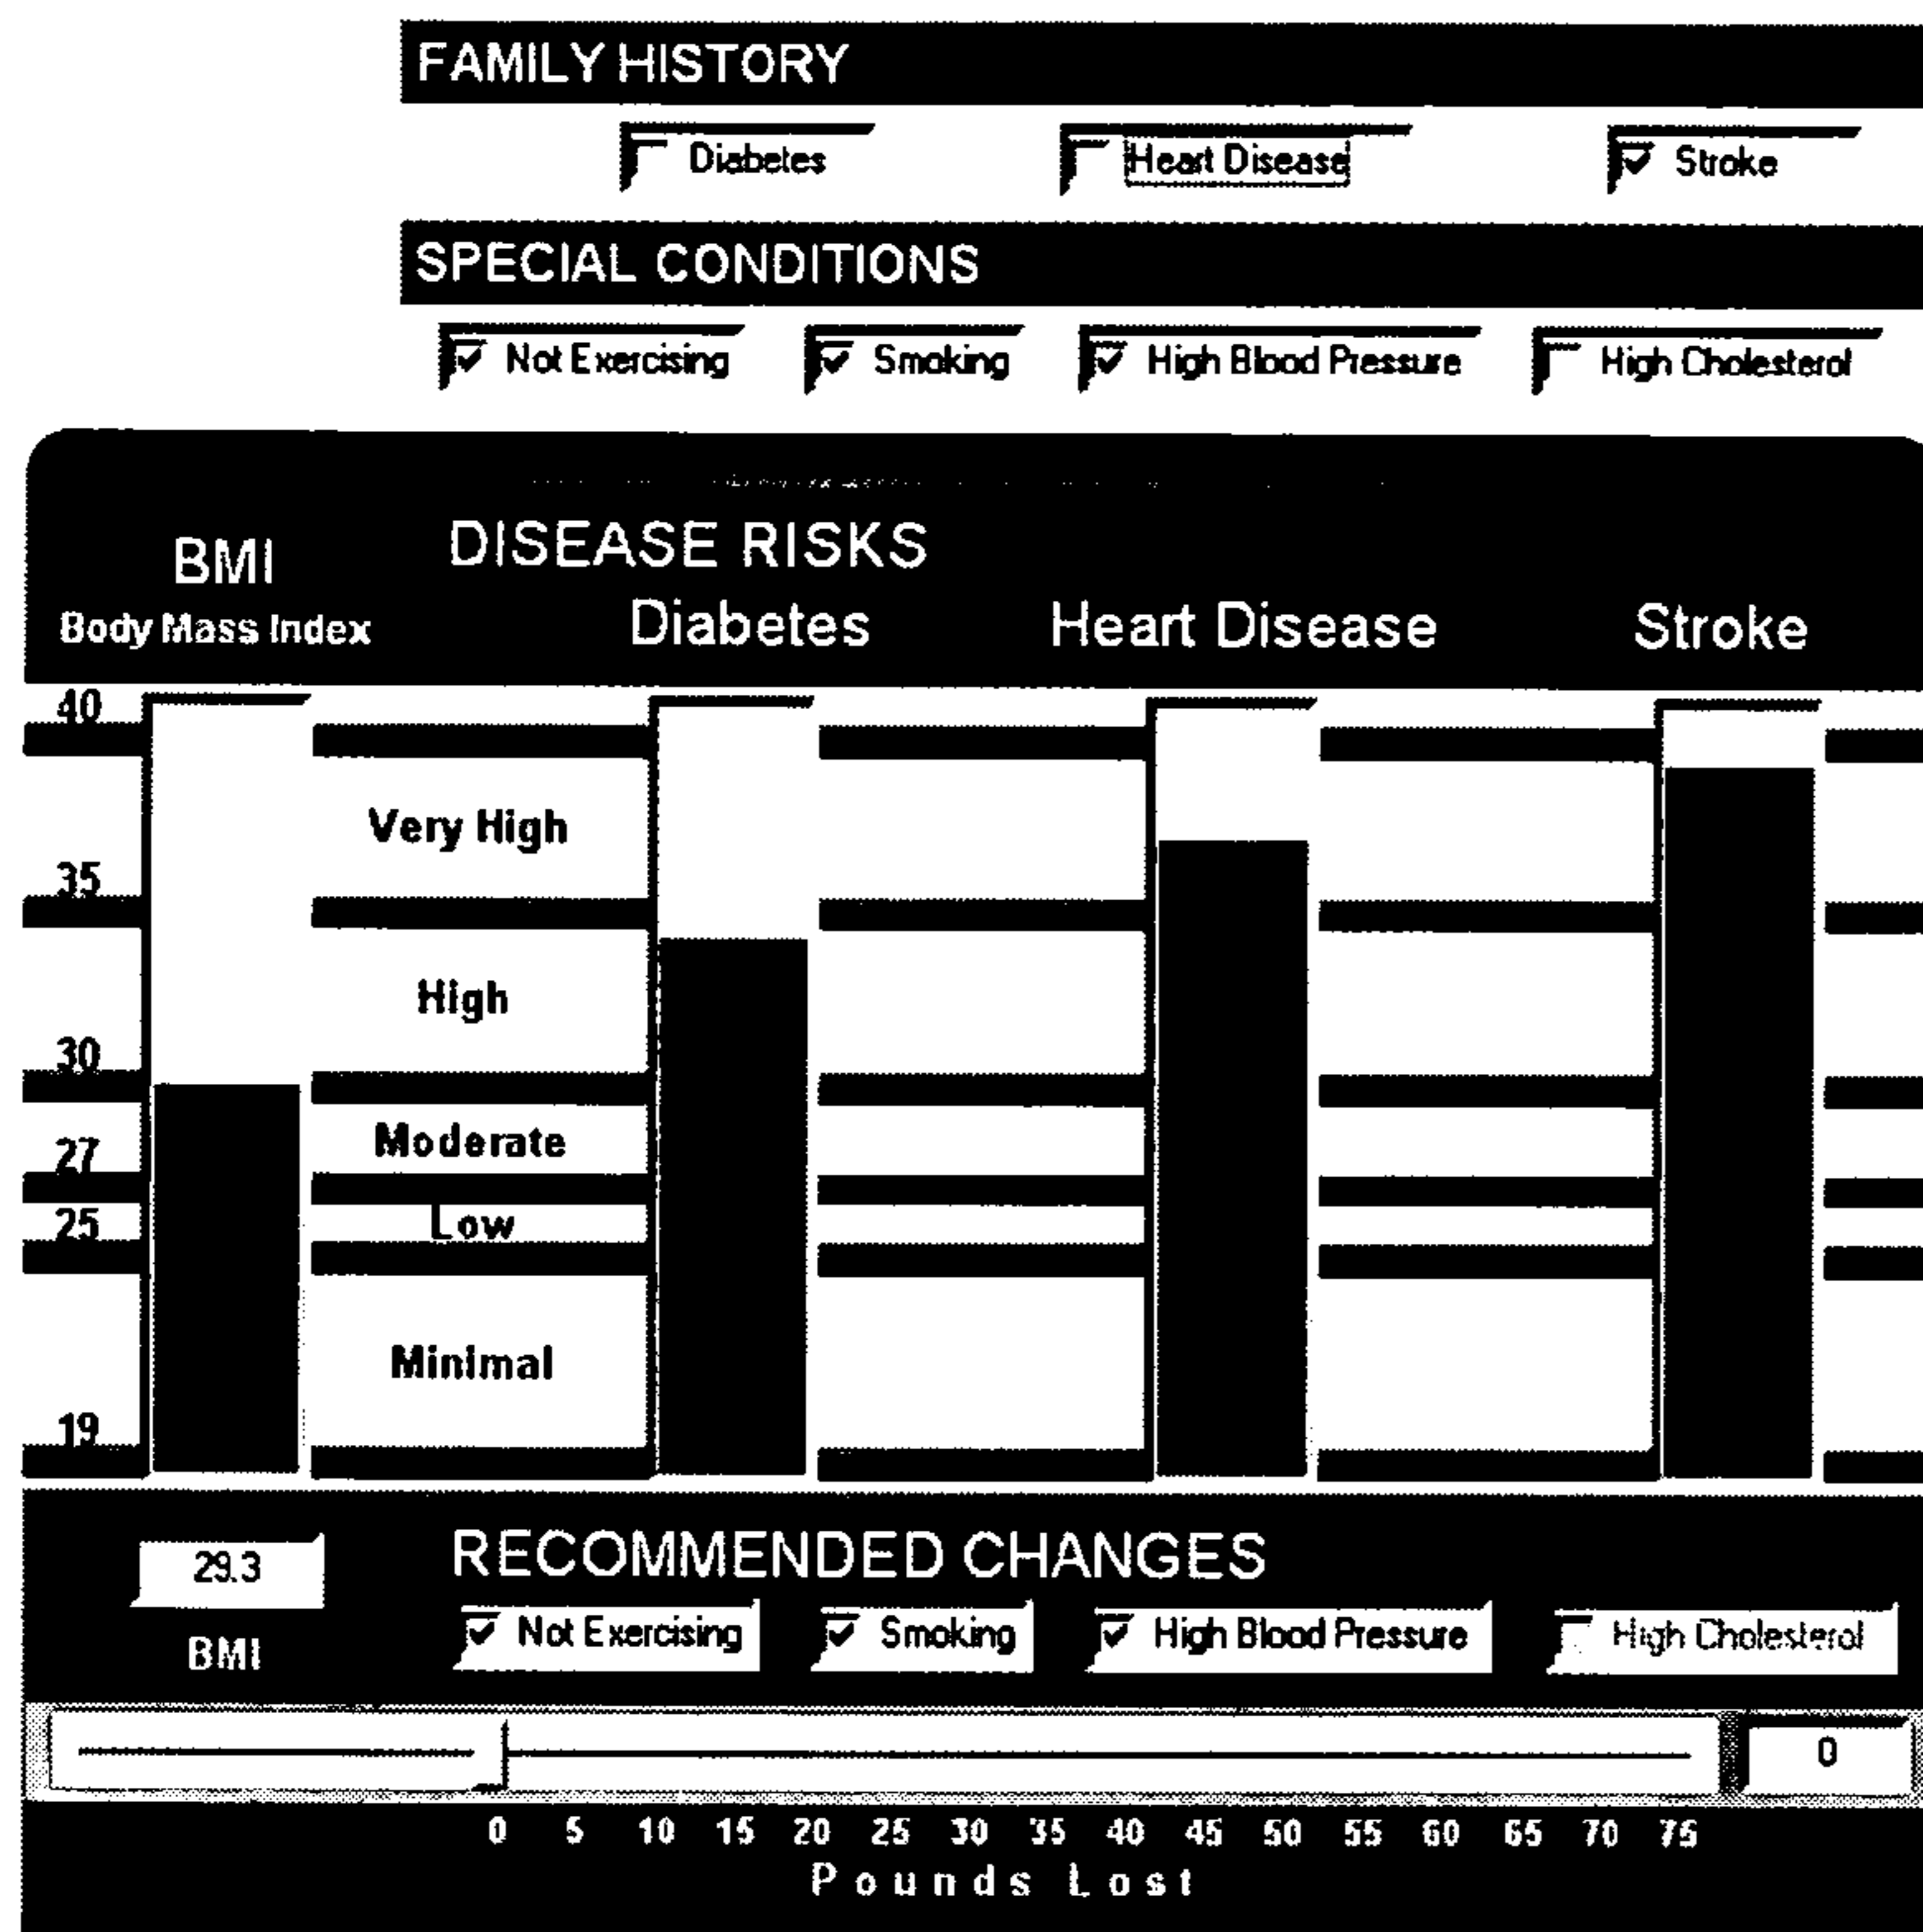 FAMILY HISTORY
Diabetes Heart Disease Stroke
SPECIAL CONDITIONS
Not Exercising Smoking High Blood Pressure High Cholesterol
BMI DISEASE RISKS
Body Mass Index Diabetes Heart Disease Stroke
40
Very High
35
High
30
Moderate
27
25
Low
Minimal
19
29.3 RECOMMENDED CHANGES
BMI Not Exercising Smoking High Blood Pressure High Cholesterol
0
0 5 10 15 20 25 30 35 40 45 50 55 60 65 70 75
Pounds Lost